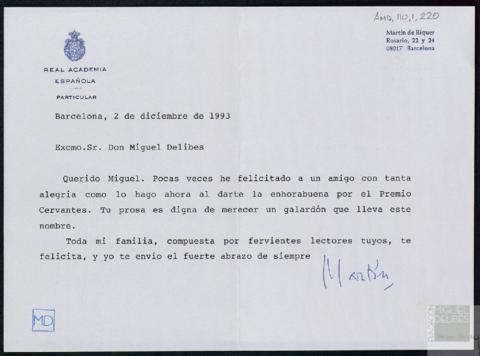 AMD,110,1,220
Martín de Riquer
Rosario, 22 y 24
08017 Barcelona
REAL ACADEMIA
ESPAÑOLA
PARTICULAR
Barcelona, 2 de diciembre de 1993
Excmo.Sr. Don Miguel Delibes
Querido Miguel. Pocas veces he felicitado a un amigo con tanta
alegría como lo hago ahora al darte la enhorabuena por el Premio
Cervantes. Tu prosa es digna de merecer un galardón que lleva este
nombre.
Toda mi familia, compuesta por fervientes lectores tuyos, te
felicita, y yo te envío el fuerte abrazo de siempre
Martín
MD
MIGUEL
DELIBES